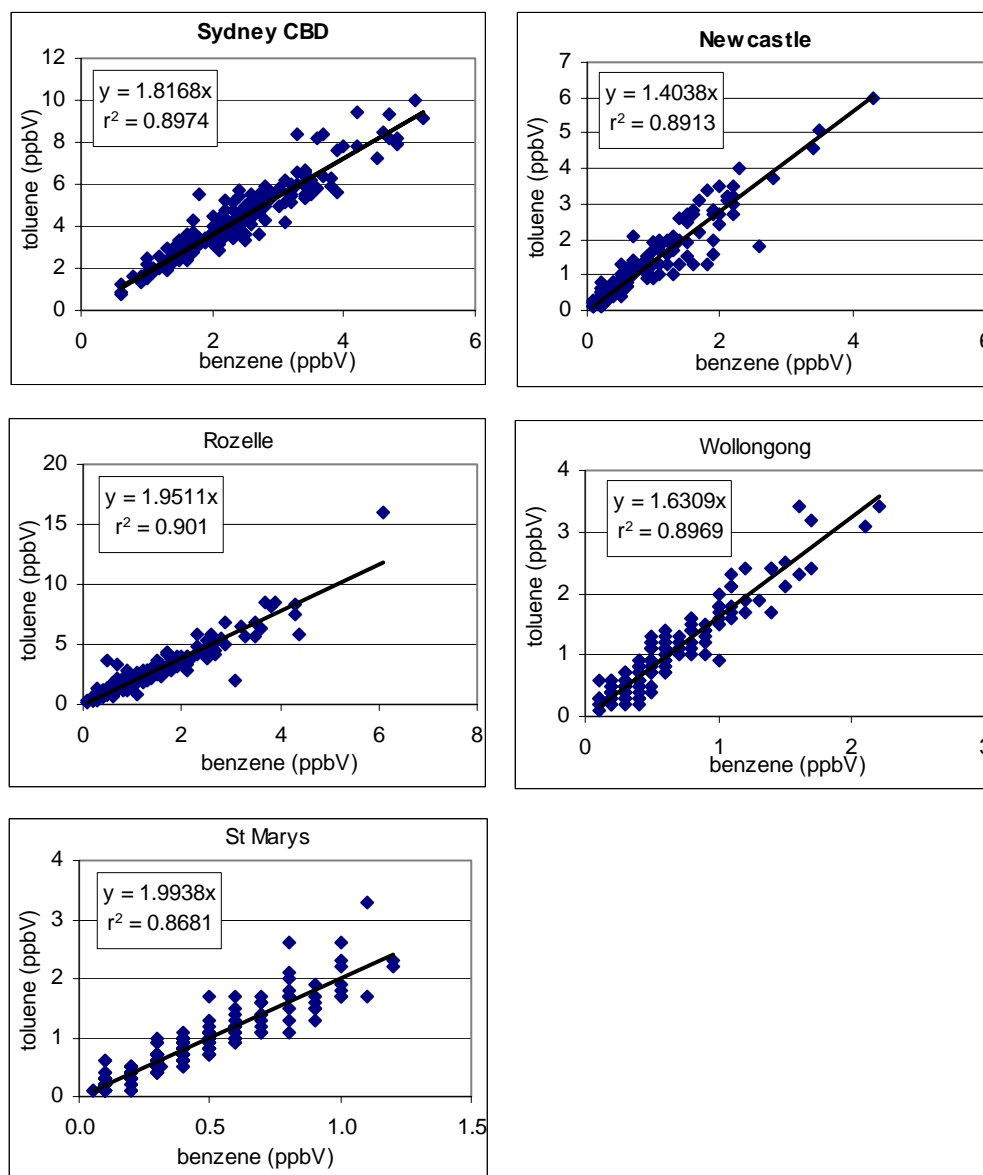 Sydney CBD
y = 1.8168x
r² = 0.8974
toluene (ppbV)
12
10
8
6
4
2
0
0 2 4 6
benzene (ppbV)
Newcastle
y = 1.4038x
r² = 0.8913
toluene (ppbV)
7
6
5
4
3
2
1
0
0 2 4 6
benzene (ppbV)
Rozelle
y = 1.9511x
r² = 0.901
toluene (ppbV)
20
15
10
5
0
0 2 4 6 8
benzene (ppbV)
Wollongong
y = 1.6309x
r² = 0.8969
toluene (ppbV)
4
3
2
1
0
0 1 2 3
benzene (ppbV)
St Marys
y = 1.9938x
r² = 0.8681
toluene (ppbV)
4
3
2
1
0
0.0 0.5 1.0 1.5
benzene (ppbV)